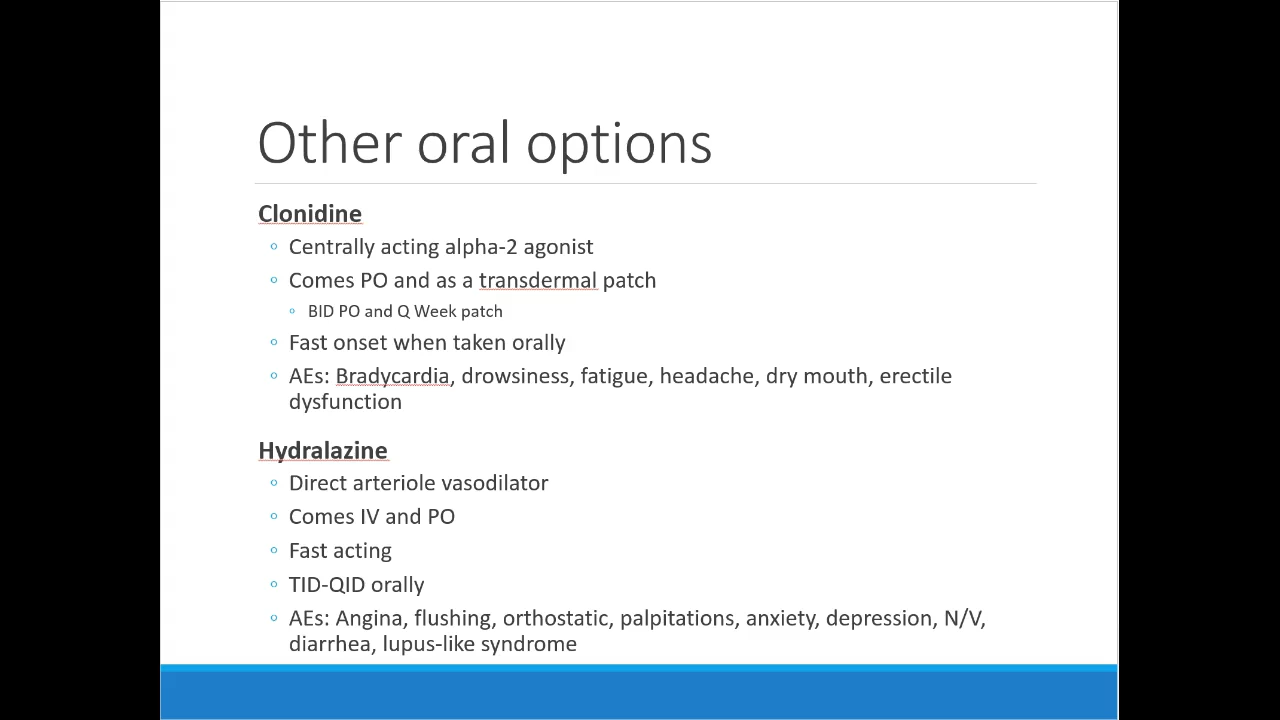 Other oral options
Clonidine
◦ Centrally acting alpha-2 agonist
◦ Comes PO and as a transdermal patch
◦ BID PO and Q Week patch
◦ Fast onset when taken orally
◦ AEs: Bradycardia, drowsiness, fatigue, headache, dry mouth, erectile
dysfunction
Hydralazine
◦ Direct arteriole vasodilator
◦ Comes IV and PO
◦ Fast acting
◦ TID-QID orally
◦ AEs: Angina, flushing, orthostatic, palpitations, anxiety, depression, N/V,
diarrhea, lupus-like syndrome